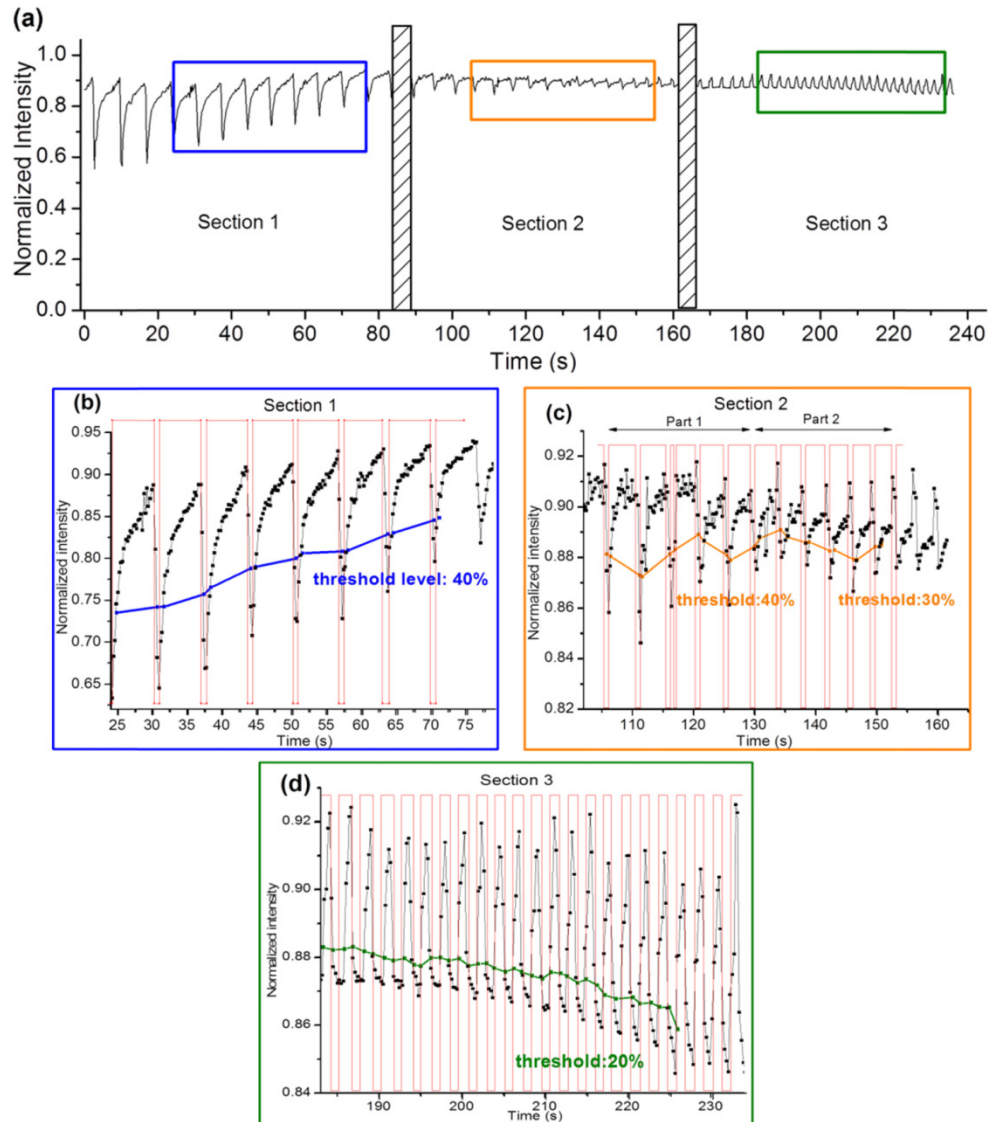 (a)
Normalized Intensity
1.0
0.8
0.6
0.4
0.2
0.0
Section 1
Section 2
Section 3
0 20 40 60 80 100 120 140 160 180 200 220 240
Time (s)
(b)
Section 1
Normalized intensity
0.95
0.90
0.85
0.80
0.75
0.70
0.65
threshold level: 40%
25 30 35 40 45 50 55 60 65 70 75
Time (s)
(c)
Section 2
Part 1 Part 2
Normalized intensity
0.92
0.90
0.88
0.86
0.84
0.82
threshold:40% threshold:30%
110 120 130 140 150 160
Time (s)
(d)
Section 3
Normalized intensity
0.92
0.90
0.88
0.86
0.84
threshold:20%
190 200 210 220 230
Time (s)